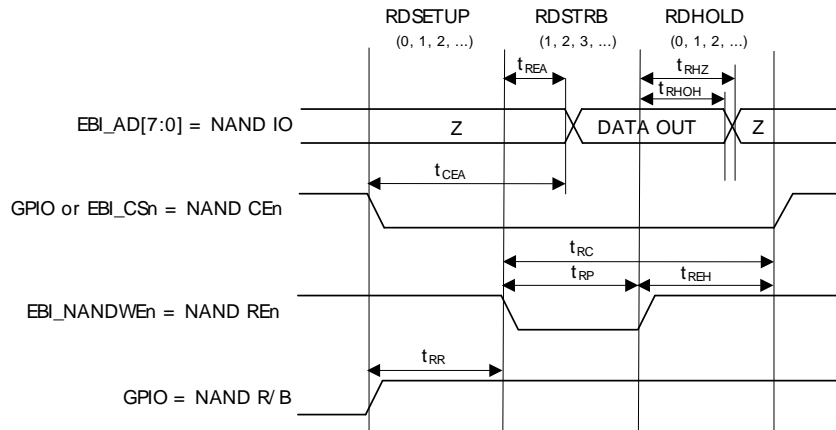 RDSETUP RDSTRB RDHOLD
(0, 1, 2, ...) (1, 2, 3, ...) (0, 1, 2, ...)
tREA tRHZ
tRHOH
EBI_AD[7:0] = NAND IO Z DATA OUT Z
tCEA
GPIO or EBI_CSn = NAND CEn
tRC
tRP tREH
EBI_NANDWEn = NAND REn
tRR
GPIO = NAND R/B